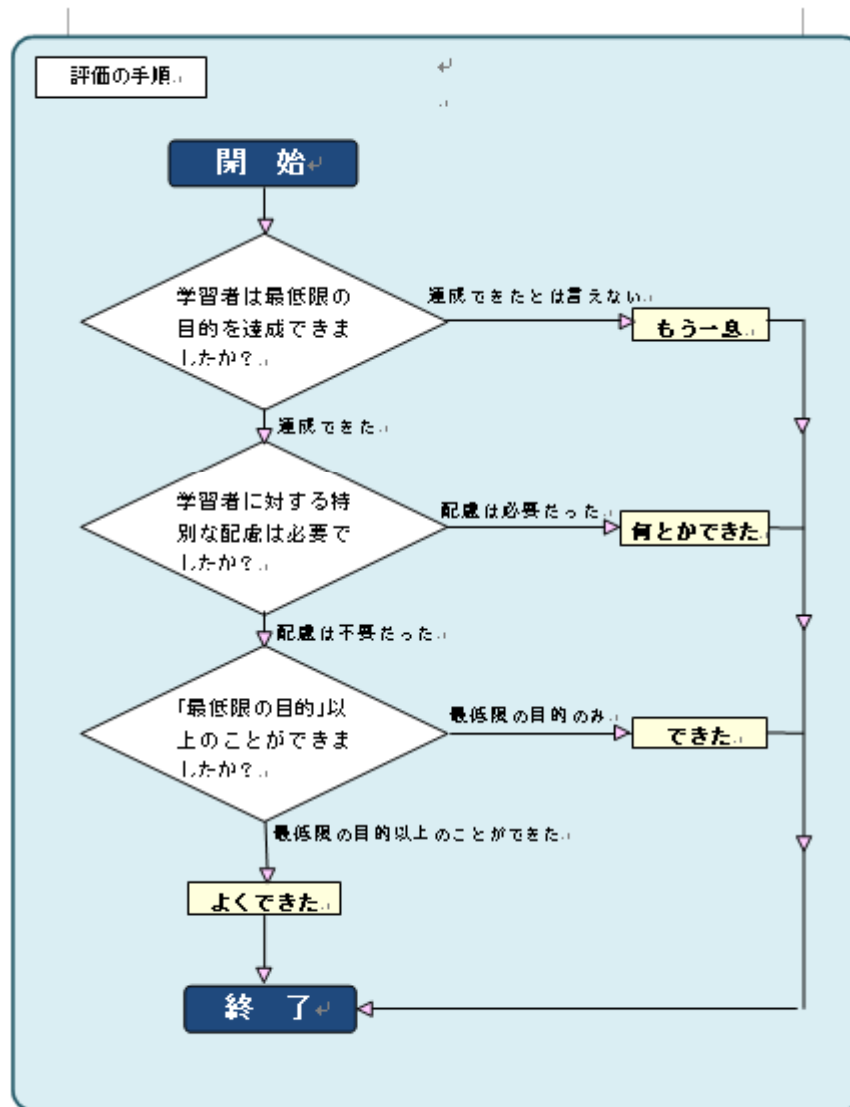 評価の手順
開 始
学習者は最低限の
目的を達成できま
したか？
達成できたとは言えない
もう一息
達成できた
学習者に対する特
別な配慮は必要で
したか？
配慮は必要だった
何とかできた
配慮は不要だった
「最低限の目的」以
上のことができま
したか？
最低限の目的のみ
できた
最低限の目的以上のことができた
よくできた
終 了